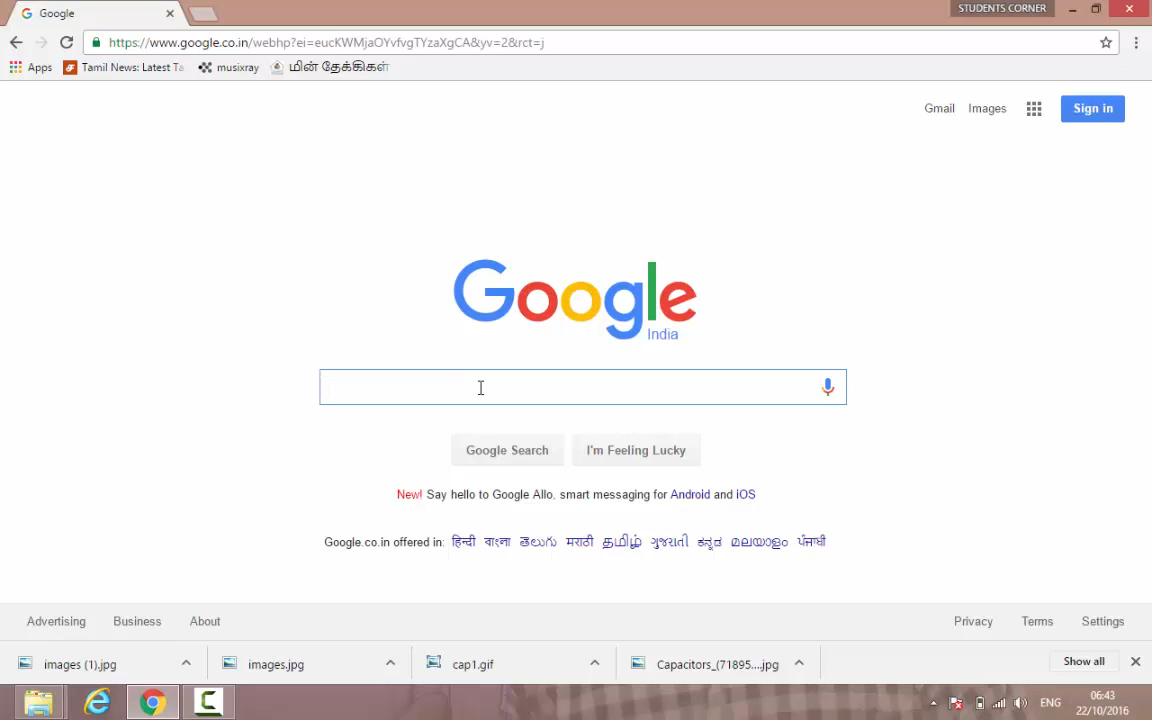 Google
STUDENTS CORNER
https://www.google.co.in/webhp?ei=eucKWMjaOYvfvgTYzaXgCA&yv=2&rct=j
Apps Tamil News: Latest Ta musixray மின் தேக்கிகள்
Gmail Images Sign in
Google
India
Google Search I'm Feeling Lucky
New! Say hello to Google Allo, smart messaging for Android and iOS
Google.co.in offered in: हिन्दी বাংলা తెలుగు मराठी தமிழ் ગુજરાતી ಕನ್ನಡ മലയാളം ਪੰਜਾਬੀ
Advertising Business About Privacy Terms Settings
images (1).jpg images.jpg cap1.gif Capacitors_(71895....jpg Show all
ENG
06:43
22/10/2016